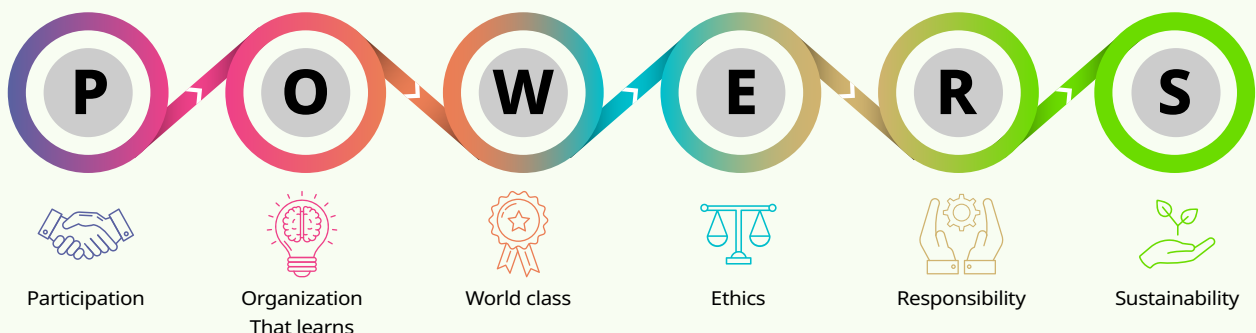 P O W E R S
Participation
Organization
That learns
World class
Ethics
Responsibility
Sustainability